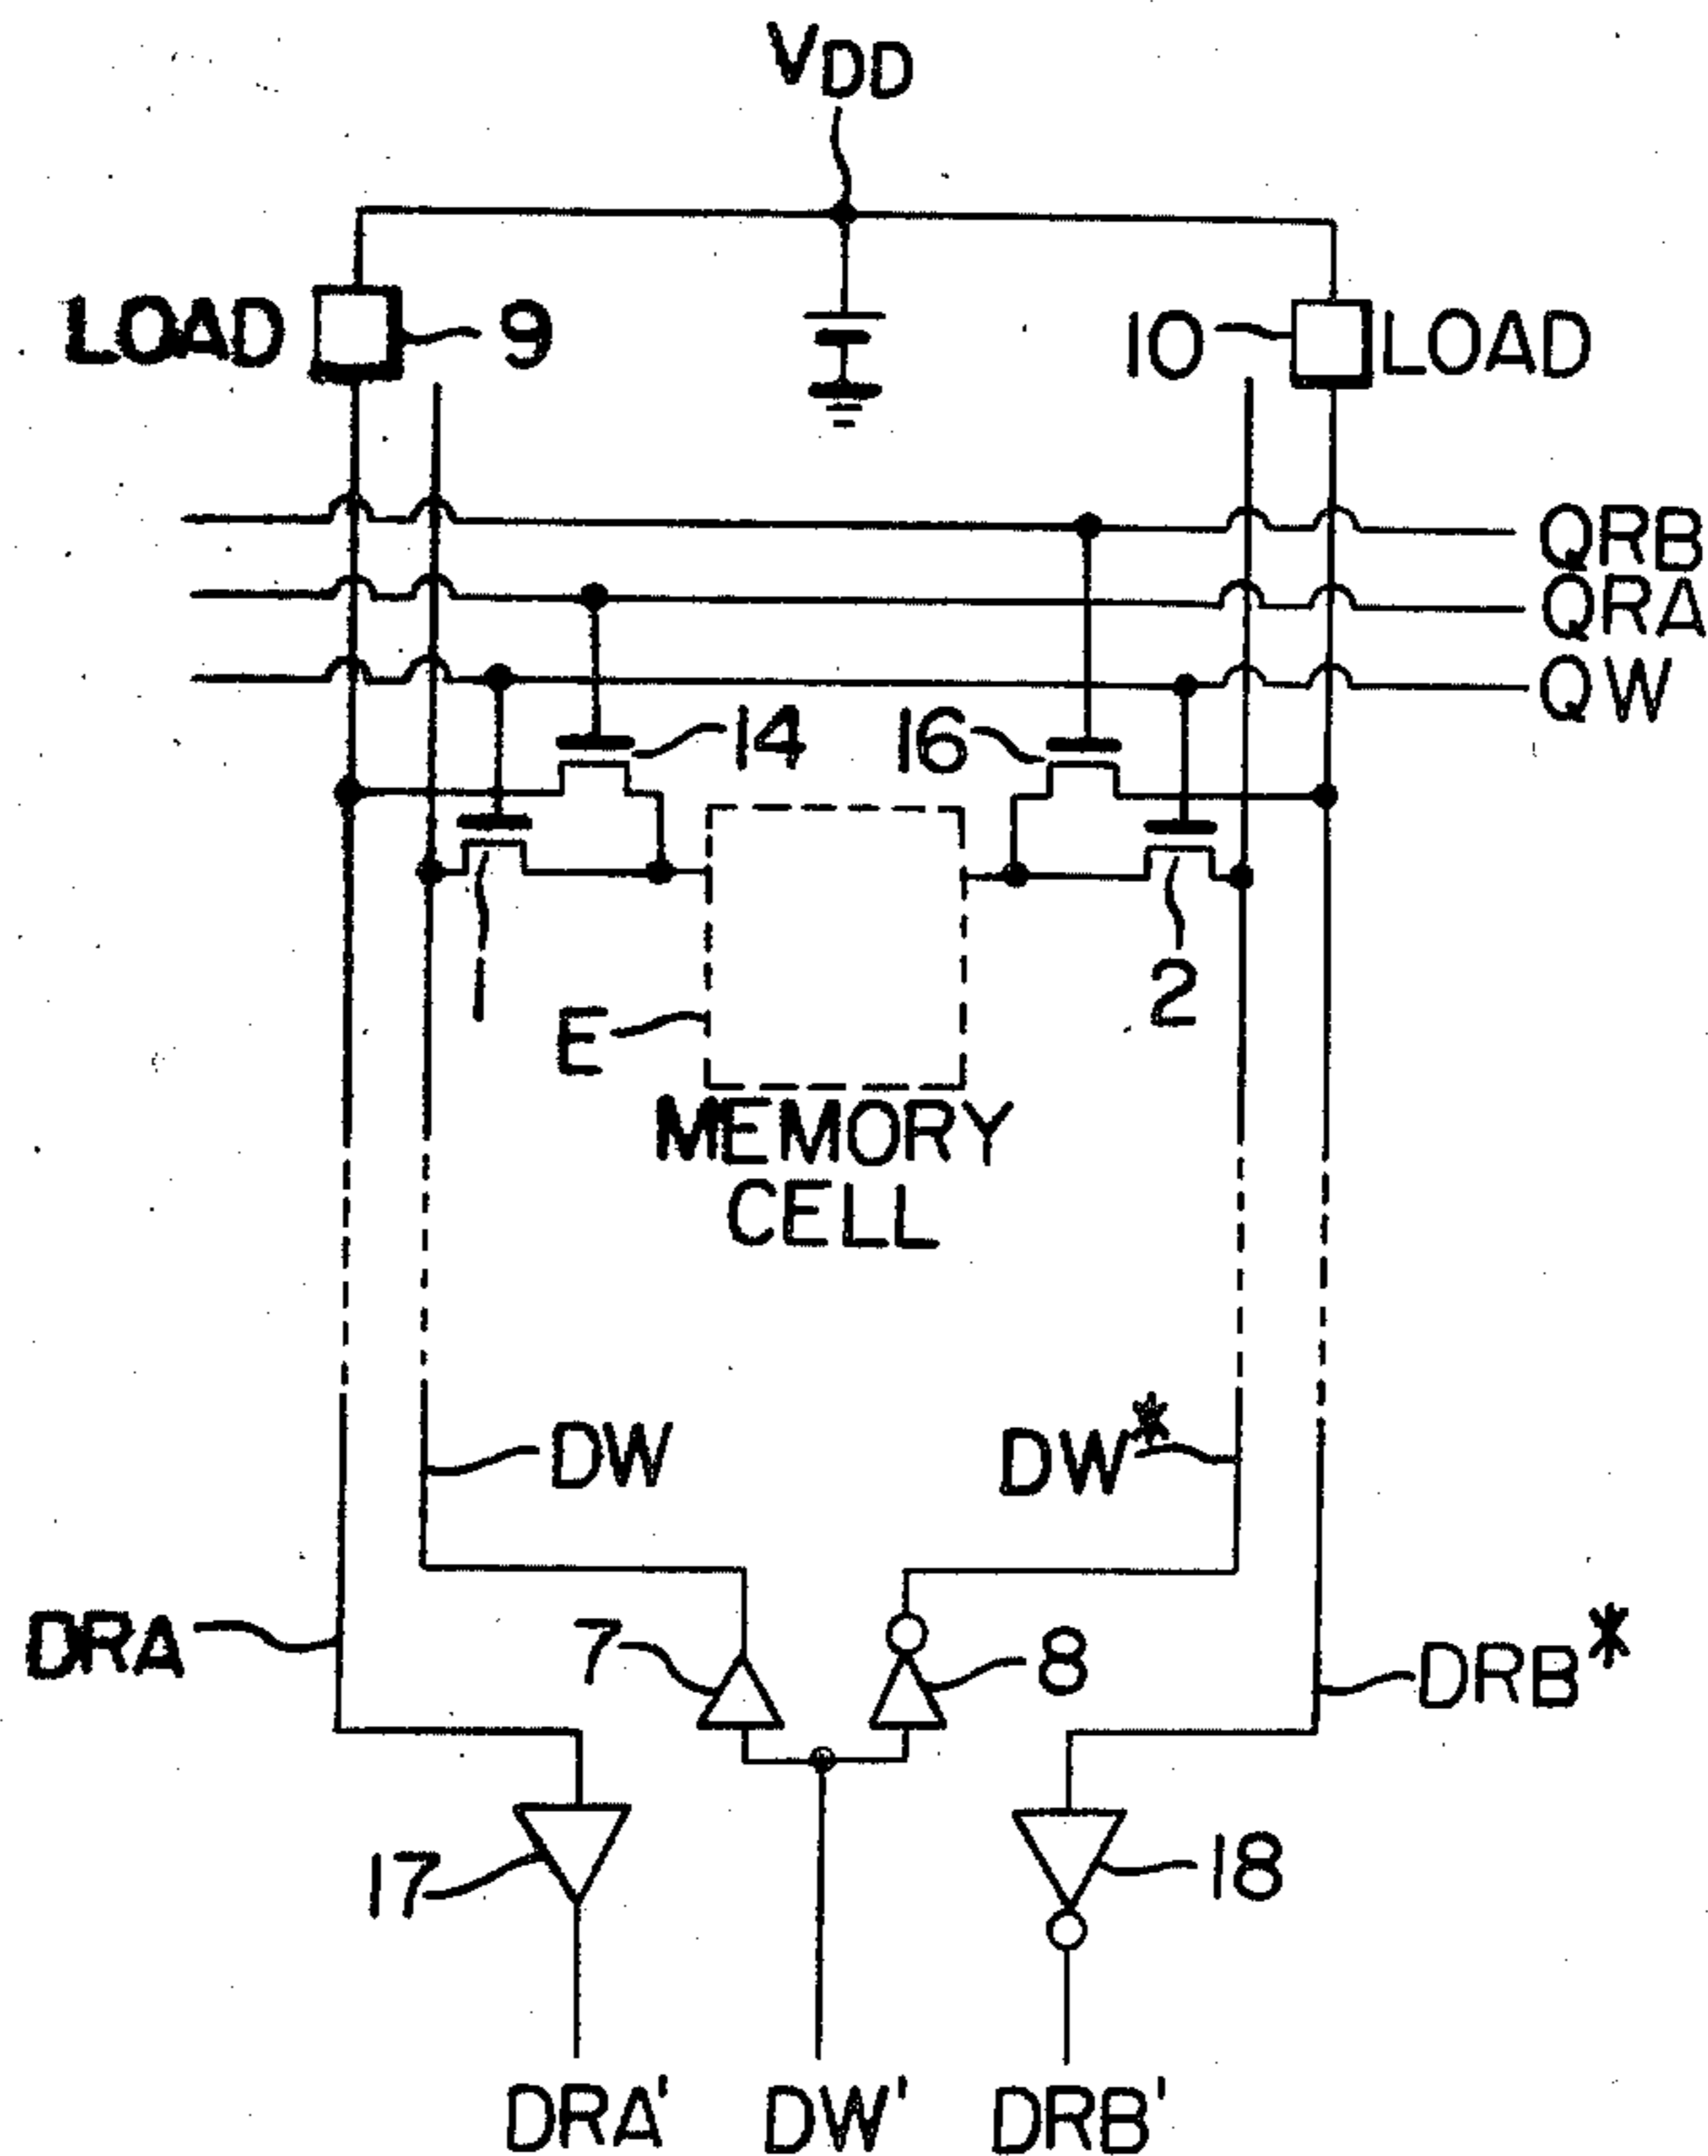 VDD
LOAD 9 10 LOAD
QRB
QRA
QW
14 16
1 2
E
MEMORY
CELL
DW DW*
DRA 7 8 DRB*
17 18
DRA' DW' DRB'